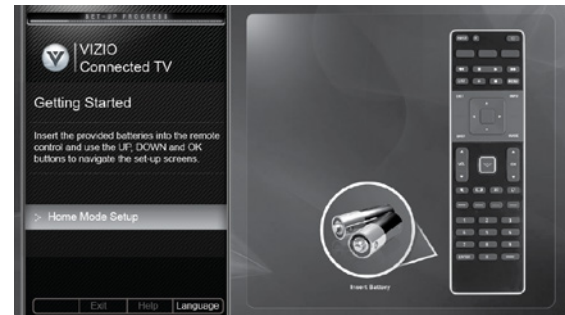 SET-UP PROGRESS
VIZIO
Connected TV
Getting Started
Insert the provided batteries into the remote
control and use the UP, DOWN and OK
buttons to navigate the set-up screens.
> Home Mode Setup
Exit Help Language
Insert Battery